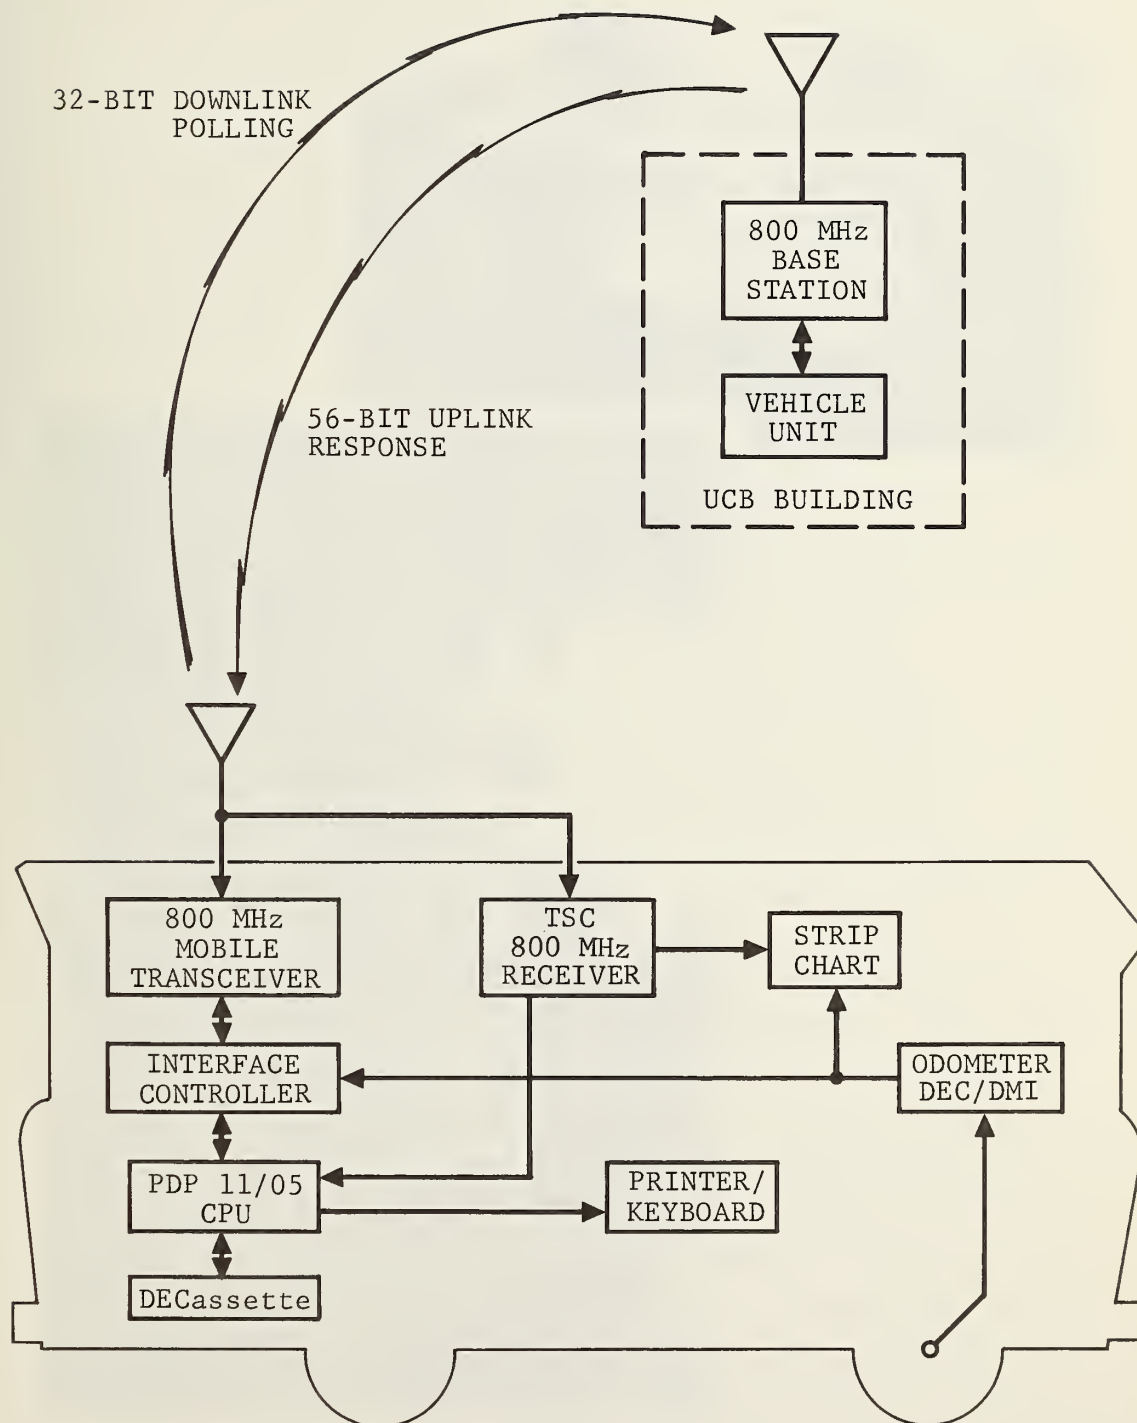 32-BIT DOWNLINK
POLLING
800 MHz
BASE
STATION
VEHICLE
UNIT
UCB BUILDING
56-BIT UPLINK
RESPONSE
800 MHz
MOBILE
TRANSCEIVER
TSC
800 MHz
RECEIVER
STRIP
CHART
INTERFACE
CONTROLLER
ODOMETER
DEC/DMI
PDP 11/05
CPU
PRINTER/
KEYBOARD
DECassette